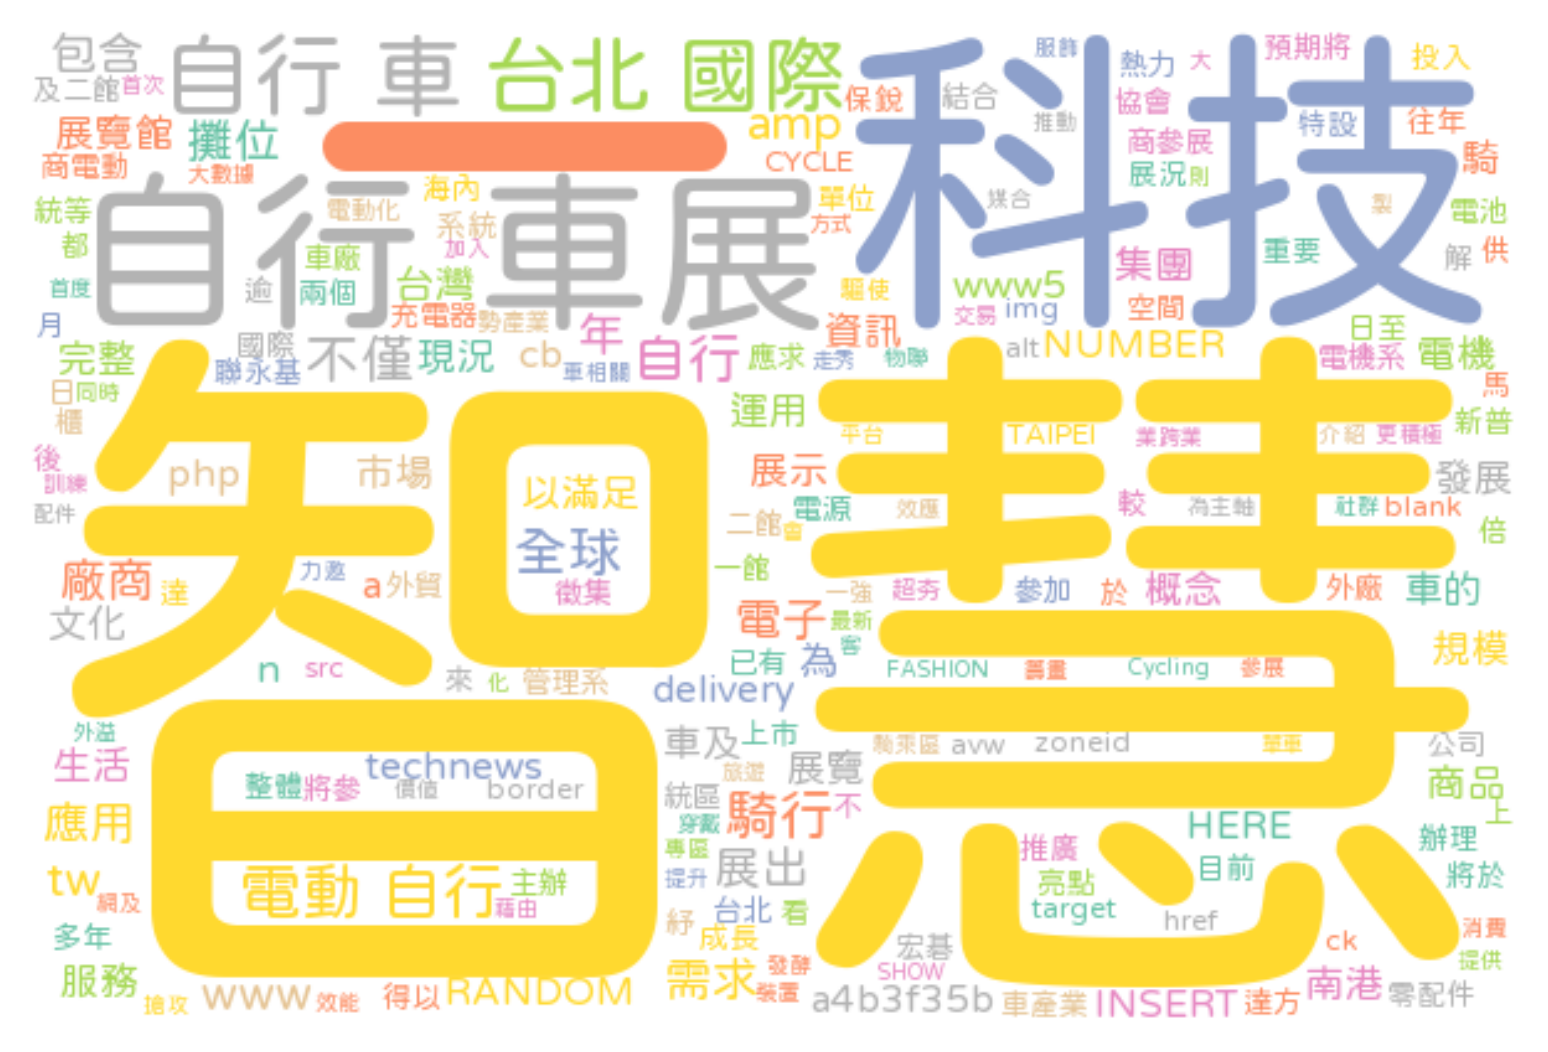 包含 自行 車 台北 國際 科技 服飾 熱力 大 預期將 投入
及二館 首次 保銳 結合 推動 協會 特設 往年
展覽館 攤位 一 amp 商參展 騎
商電動 大數據 CYCLE 展況 則
自行 車展 電動化 海內 單位 媒合 製 電池
統等 系統 方式
都 車廠 加入 集團 重要 解 供
首度 逾 兩個 台灣 驅使 www5
月 充電器 勢產業 年 資訊 交易 img 空間 日至
完整 國際 不僅 現況 cb 自行 應求 走秀 物聯 alt NUMBER 電機系 電機
聯永基 車相關
日 同時 智慧 馬
櫃 運用 平台 TAIPEI 業跨業 介紹 更積極 新普
後 php 市場 展示 發展
訓練 以滿足
配件 電源 效應 較 為主軸 社群 blank
全球 二館 會 倍
廠商 力邀 a 外貿 徵集 一館 一強 超夯 參加 於 概念 外廠 車的
達
文化 電子 最新 規模
n src 來 化 管理系 已有 為 客 FASHION 籌畫 Cycling 參展
delivery
外溢 車及 上市 騎乘區 avw zoneid 單車 公司
生活 technews 旅遊 展覽
整體 將參 價值 border 統區 商品
應用 穿戴 騎行 不 HERE 上
專區 推廣 辦理
tw 電動 自行 主辦 提升 展出 亮點 目前 將於
網及 藉由 紓 台北 看 target href
多年 成長 宏碁 ck 消費
服務 需求 發酵 SHOW 南港 提供
搶攻 WWW 效能 得以 RANDOM 裝置 a4b3f35b 車產業 INSERT 達方 零配件